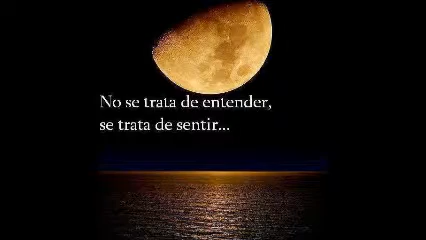 No se trata de entender,
se trata de sentir...